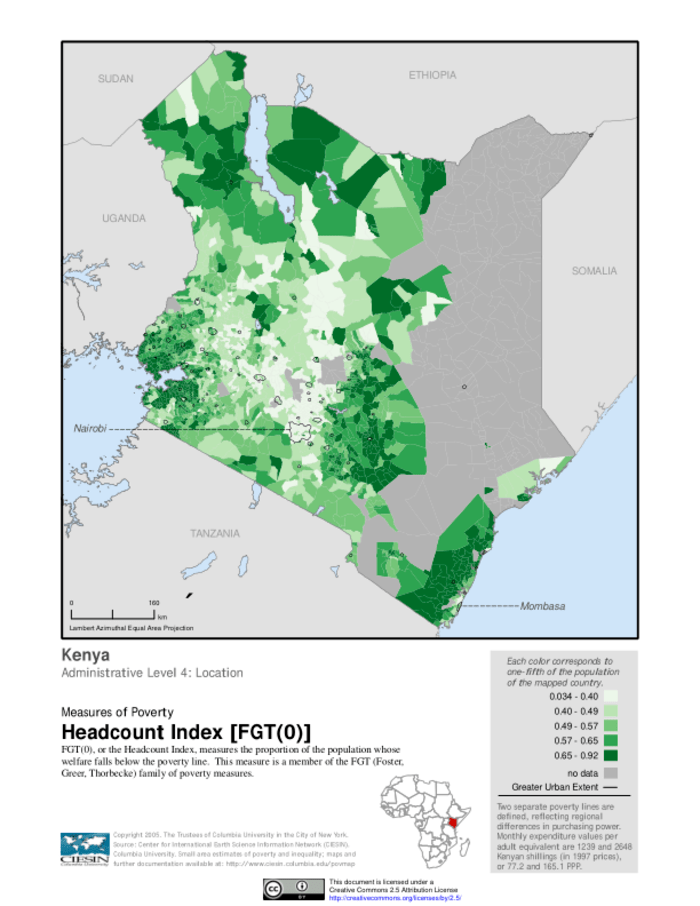 SUDAN
ETHIOPIA
UGANDA
SOMALIA
Nairobi
TANZANIA
Mombasa
0 160
km
Lambert Azimuthal Equal Area Projection
Kenya
Administrative Level 4: Location
Measures of Poverty
Headcount Index [FGT(0)]
FGT(0), or the Headcount Index, measures the proportion of the population whose
welfare falls below the poverty line. This measure is a member of the FGT (Foster,
Greer, Thorbecke) family of poverty measures.
Each color corresponds to
one-fifth of the population
of the mapped country.
0.034 - 0.40
0.40 - 0.49
0.49 - 0.57
0.57 - 0.65
0.65 - 0.92
no data
Greater Urban Extent
Two separate poverty lines are
defined, reflecting regional
differences in purchasing power.
Monthly expenditure values per
adult equivalent are 1239 and 2648
Kenyan shillings (in 1997 prices),
or 77.2 and 165.1 PPP.
CIESIN
Columbia University
Copyright 2005, The Trustees of Columbia University in the City of New York.
Source: Center for International Earth Science Information Network (CIESIN),
Columbia University. Small area estimates of poverty and inequality; maps and
further documentation available at: http://www.ciesin.columbia.edu/povmap
cc
BY
This document is licensed under a
Creative Commons 2.5 Attribution License
http://creativecommons.org/licenses/by/2.5/